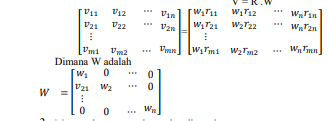 V = R .W
[v11 v12 ⋯ v1n] = [w1r11 w1r12 ⋯ wnr1n]
[v21 v22 ⋯ v2n] [w1r21 w2r22 ⋯ wnr2n]
[⋮] [⋮]
[vm1 vm2 ⋯ vmn] [w1rm1 w2rm2 ⋯ wnrmn]
Dimana W adalah
[w1 0 ⋯ 0]
W = [v21 w2 ⋯ 0]
[⋮]
[0 0 ⋯ wn]